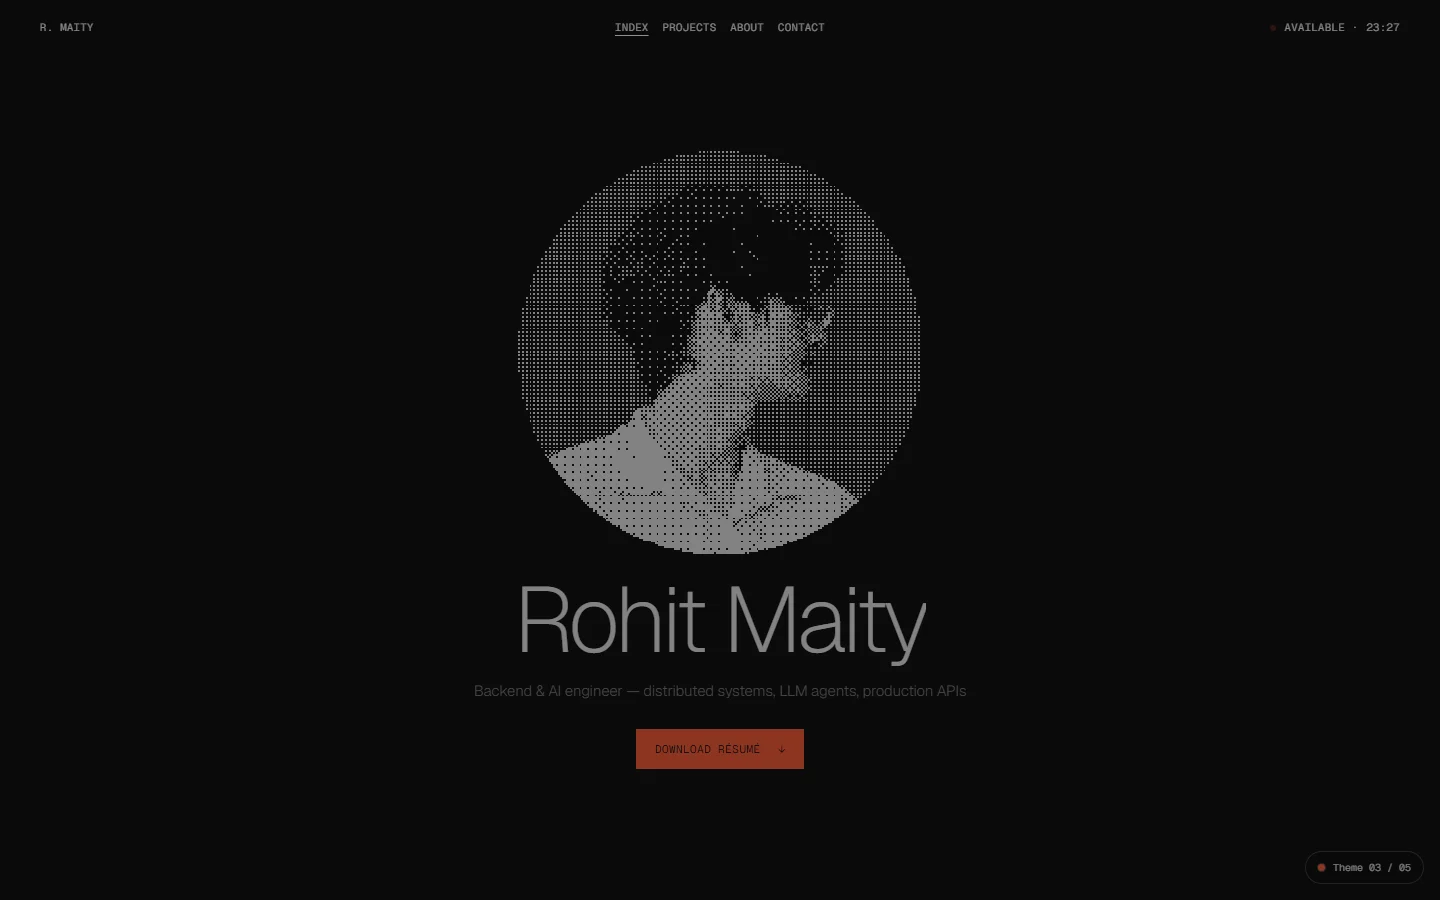 R. MAITY
INDEX PROJECTS ABOUT CONTACT
AVAILABLE · 23:27
Rohit Maity
Backend & AI engineer — distributed systems, LLM agents, production APIs
DOWNLOAD RÉSUMÉ ↓
Theme 03 / 05